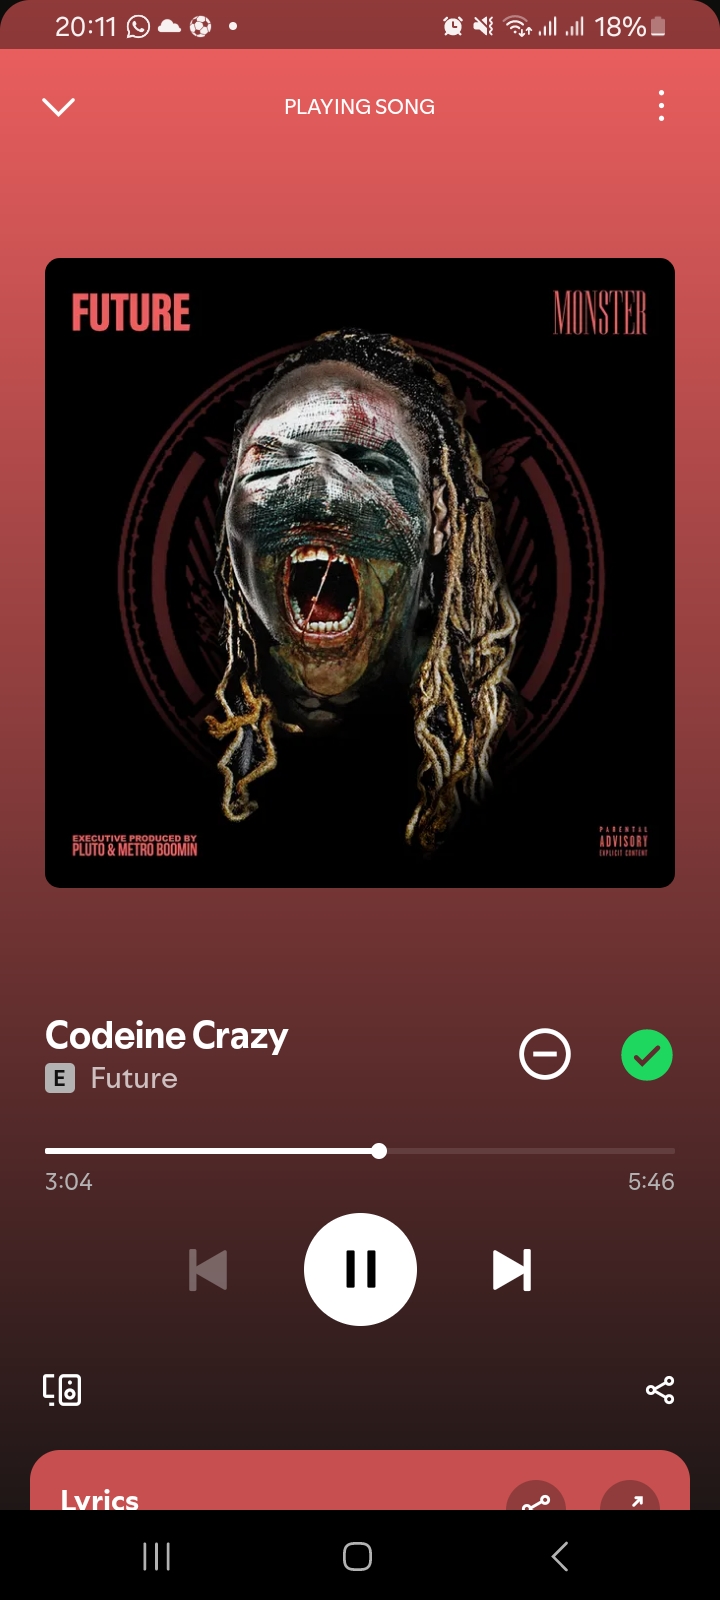 20:11
18%
PLAYING SONG
FUTURE
MONSTER
EXECUTIVE PRODUCED BY
PLUTO & METRO BOOMIN
PARENTAL
ADVISORY
EXPLICIT CONTENT
Codeine Crazy
E Future
3:04
5:46
Lyrics